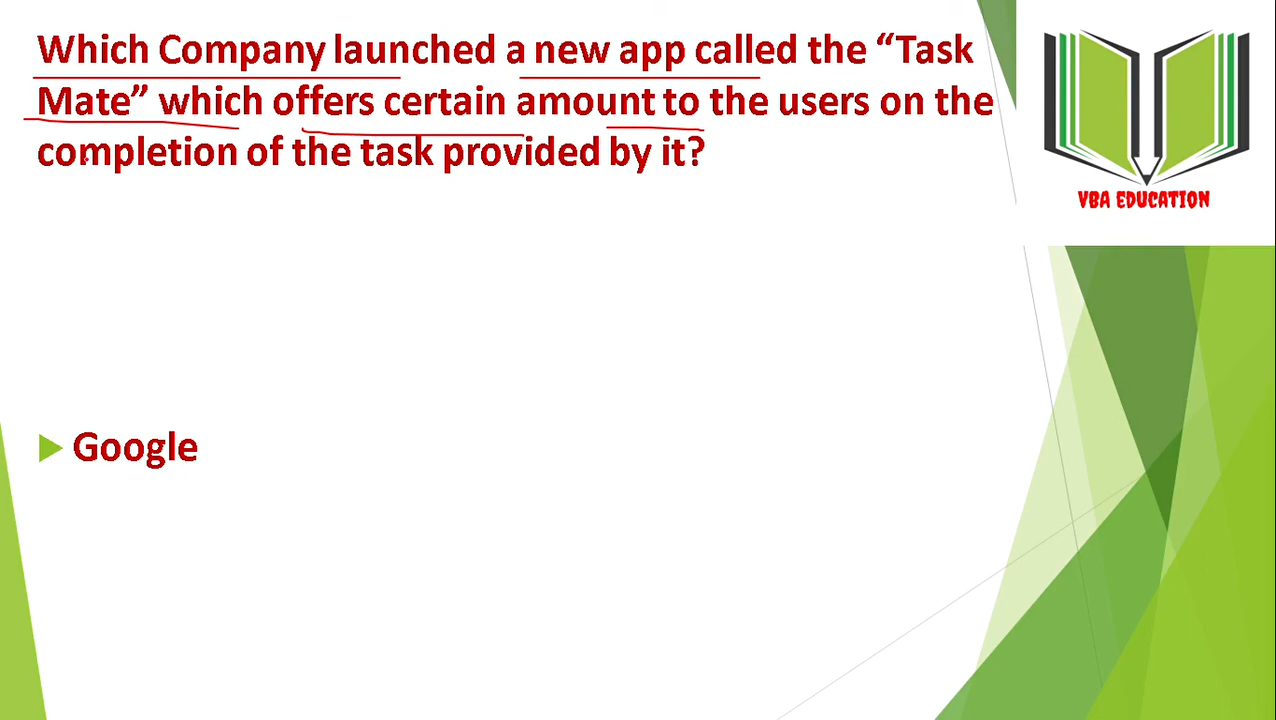 Which Company launched a new app called the “Task
Mate” which offers certain amount to the users on the
completion of the task provided by it?
VBA EDUCATION
Google